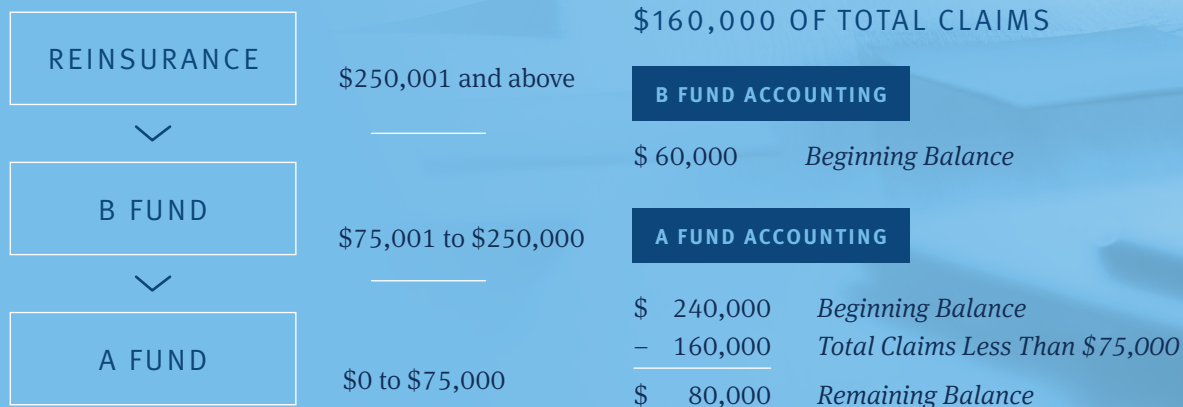 REINSURANCE
$250,001 and above
B FUND
$75,001 to $250,000
A FUND
$0 to $75,000
$160,000 OF TOTAL CLAIMS
B FUND ACCOUNTING
$ 60,000 Beginning Balance
A FUND ACCOUNTING
$ 240,000 Beginning Balance
– 160,000 Total Claims Less Than $75,000
$ 80,000 Remaining Balance